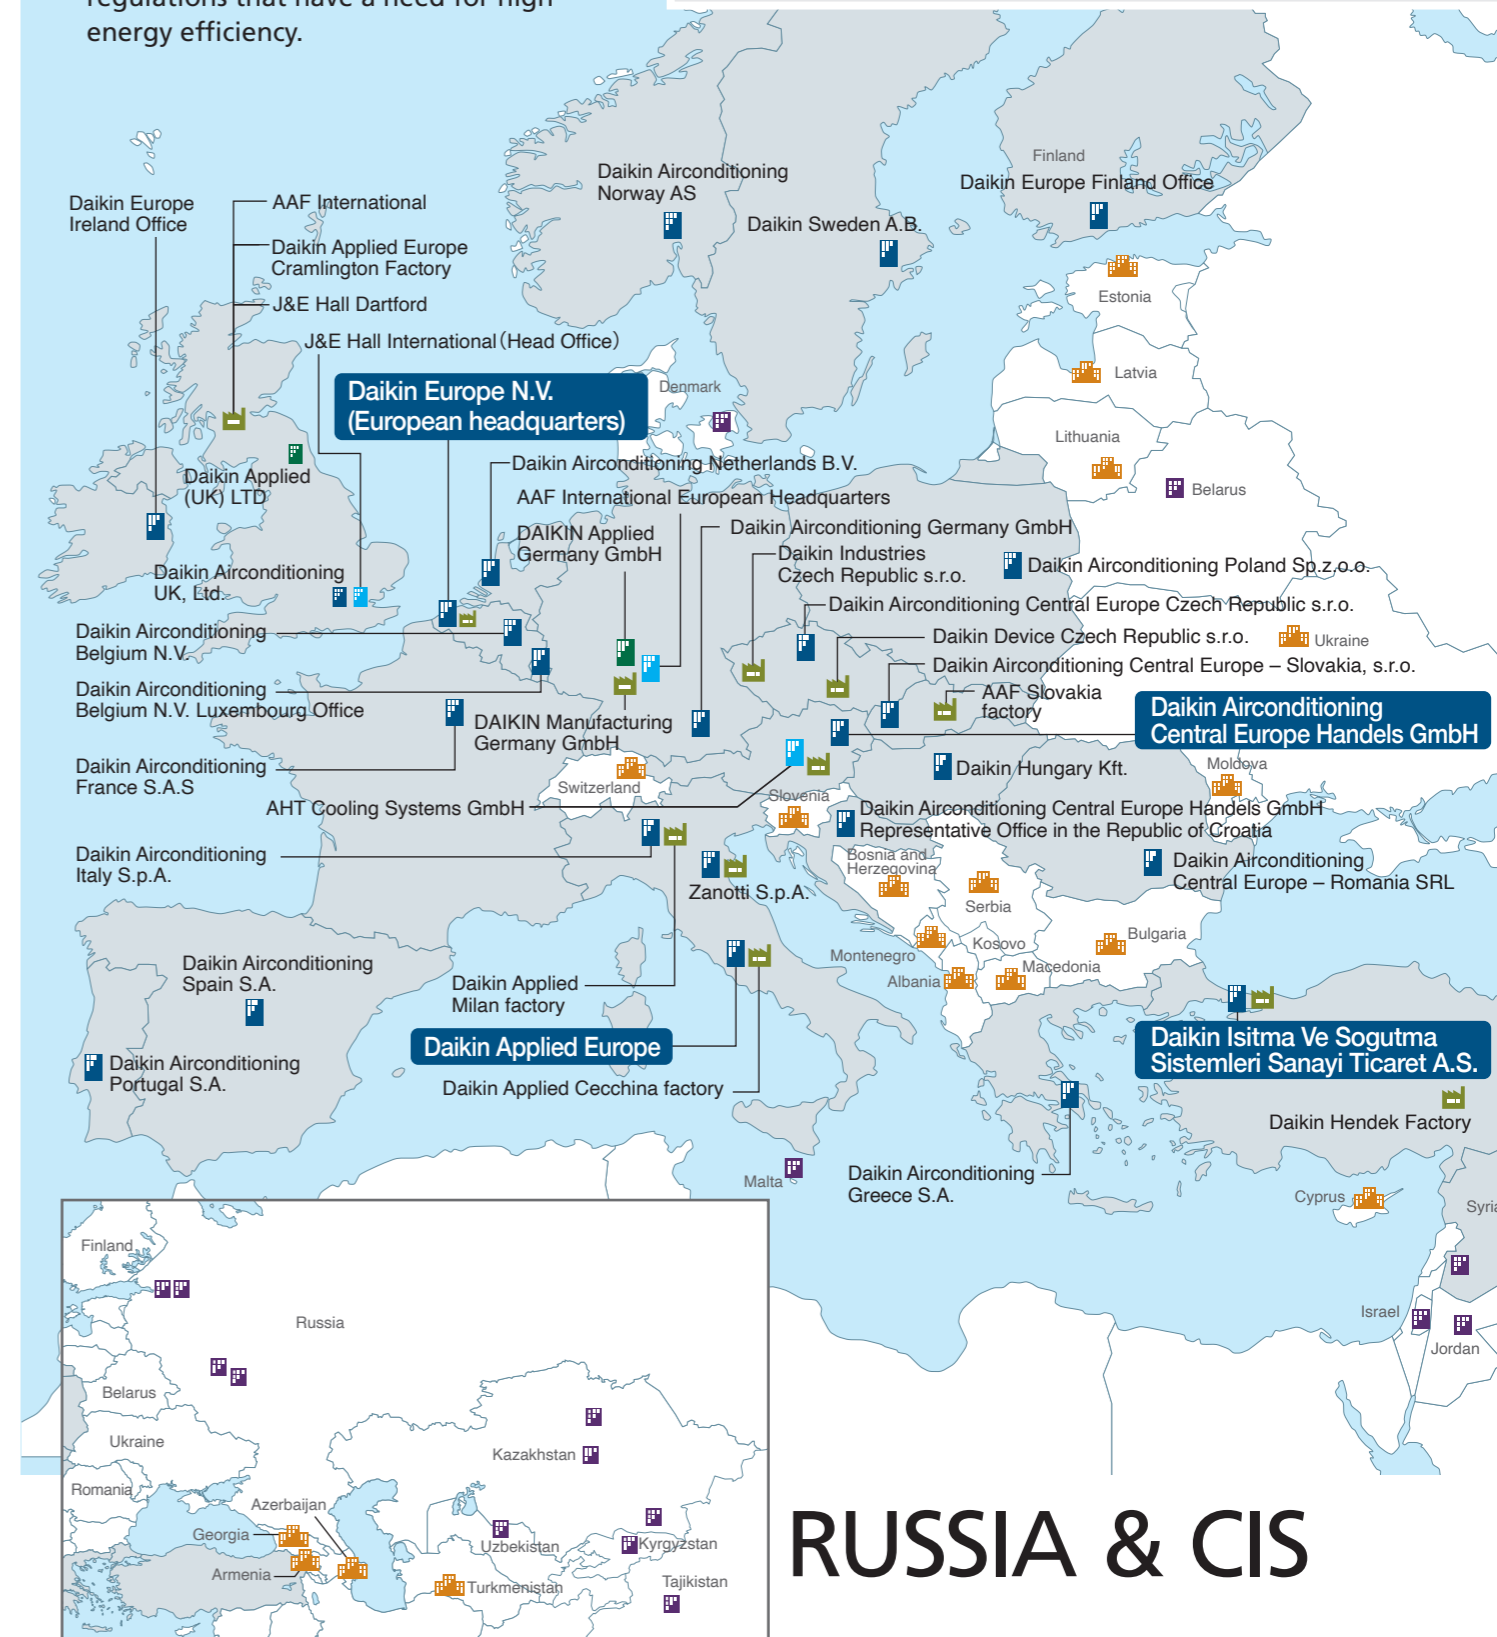 energy efficiency.
Finland
Daikin Europe Finland Office
Daikin Airconditioning
Norway AS
Daikin Sweden A.B.
Daikin Europe
Ireland Office
AAF International
Daikin Applied Europe
Cramlington Factory
J&E Hall Dartford
J&E Hall International (Head Office)
Estonia
Latvia
Lithuania
Belarus
Denmark
Daikin Europe N.V.
(European headquarters)
Daikin Airconditioning Netherlands B.V.
AAF International European Headquarters
Daikin Applied
(UK) LTD
DAIKIN Applied
Germany GmbH
Daikin Airconditioning Germany GmbH
Daikin Industries
Czech Republic s.r.o.
Daikin Airconditioning Poland Sp.z.o.o.
Daikin Airconditioning
UK, Ltd.
Daikin Airconditioning Central Europe Czech Republic s.r.o.
Daikin Airconditioning
Belgium N.V.
Daikin Device Czech Republic s.r.o.
Ukraine
Daikin Airconditioning Central Europe – Slovakia, s.r.o.
Daikin Airconditioning
Belgium N.V. Luxembourg Office
AAF Slovakia
factory
DAIKIN Manufacturing
Germany GmbH
Daikin Airconditioning
Central Europe Handels GmbH
Daikin Airconditioning
France S.A.S
Daikin Hungary Kft.
Moldova
Switzerland
Slovenia
AHT Cooling Systems GmbH
Daikin Airconditioning Central Europe Handels GmbH
Representative Office in the Republic of Croatia
Daikin Airconditioning
Italy S.p.A.
Bosnia and
Herzegovina
Daikin Airconditioning
Central Europe – Romania SRL
Zanotti S.p.A.
Serbia
Bulgaria
Kosovo
Montenegro
Macedonia
Albania
Daikin Airconditioning
Spain S.A.
Daikin Applied
Milan factory
Daikin Applied Europe
Daikin Isitma Ve Sogutma
Sistemleri Sanayi Ticaret A.S.
Daikin Airconditioning
Portugal S.A.
Daikin Applied Cecchina factory
Daikin Hendek Factory
Malta
Daikin Airconditioning
Greece S.A.
Cyprus
Israel
Jordan
Finland
Russia
Belarus
Ukraine
Kazakhstan
Romania
Azerbaijan
Georgia
Uzbekistan
Kyrgyzstan
Armenia
Turkmenistan
Tajikistan
RUSSIA & CIS